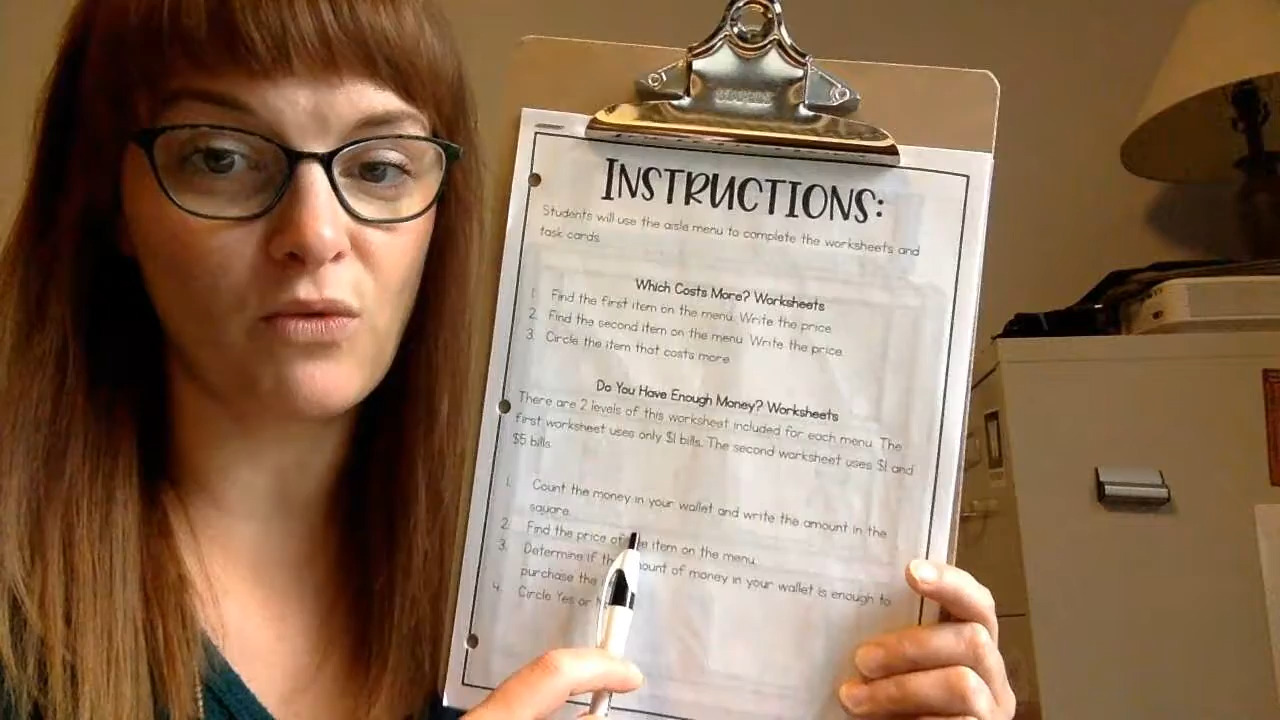 STAPLES
INSTRUCTIONS:
Students will use the aisle menu to complete the worksheets and
task cards.
Which Costs More? Worksheets
1. Find the first item on the menu. Write the price.
2. Find the second item on the menu. Write the price.
3. Circle the item that costs more.
Do You Have Enough Money? Worksheets
There are 2 levels of this worksheet included for each menu. The
first worksheet uses only $1 bills. The second worksheet uses $1 and
$5 bills.
1. Count the money in your wallet and write the amount in the
square.
2. Find the price of the item on the menu.
3. Determine if the amount of money in your wallet is enough to
purchase the
4. Circle Yes or